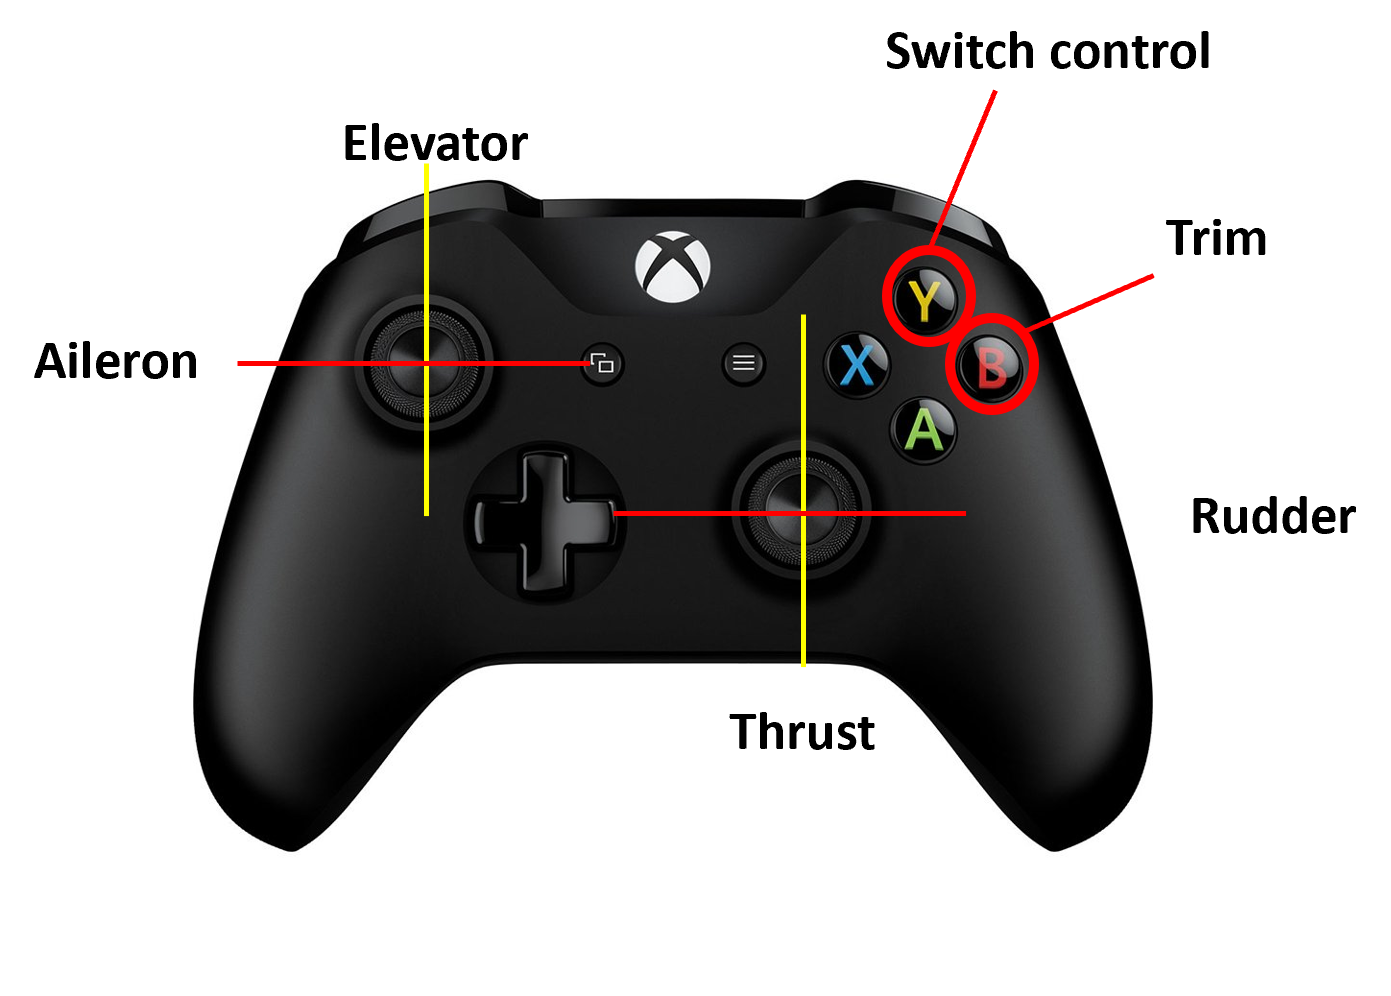 Switch control
Elevator
Trim
Y
Aileron
X
B
A
Rudder
Thrust